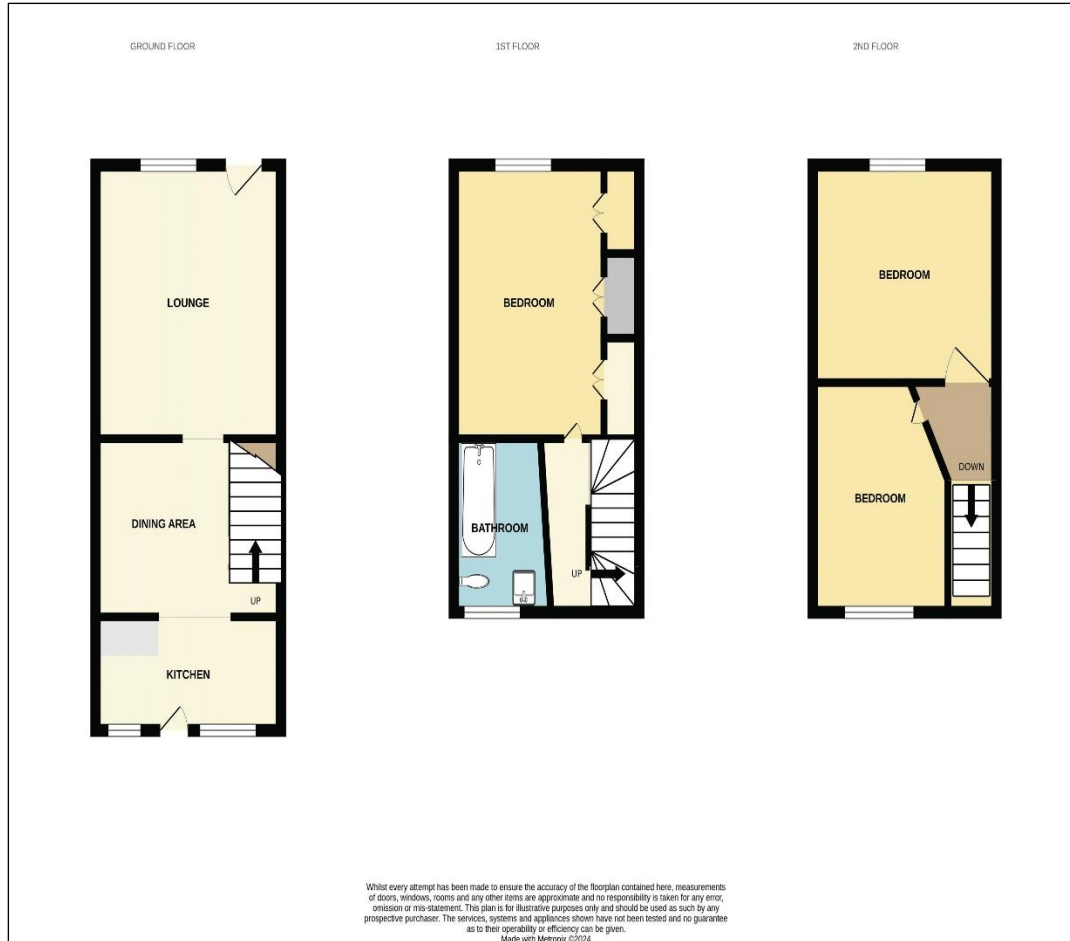 GROUND FLOOR
1ST FLOOR
2ND FLOOR
LOUNGE
DINING AREA
UP
KITCHEN
BEDROOM
BATHROOM
UP
BEDROOM
BEDROOM
DOWN
Whilst every attempt has been made to ensure the accuracy of the floorplan contained here, measurements
of doors, windows, rooms and any other items are approximate and no responsibility is taken for any error,
omission or mis-statement. This plan is for illustrative purposes only and should be used as such by any
prospective purchaser. The services, systems and appliances shown have not been tested and no guarantee
as to their operability or efficiency can be given.
Made with Metropix ©2024